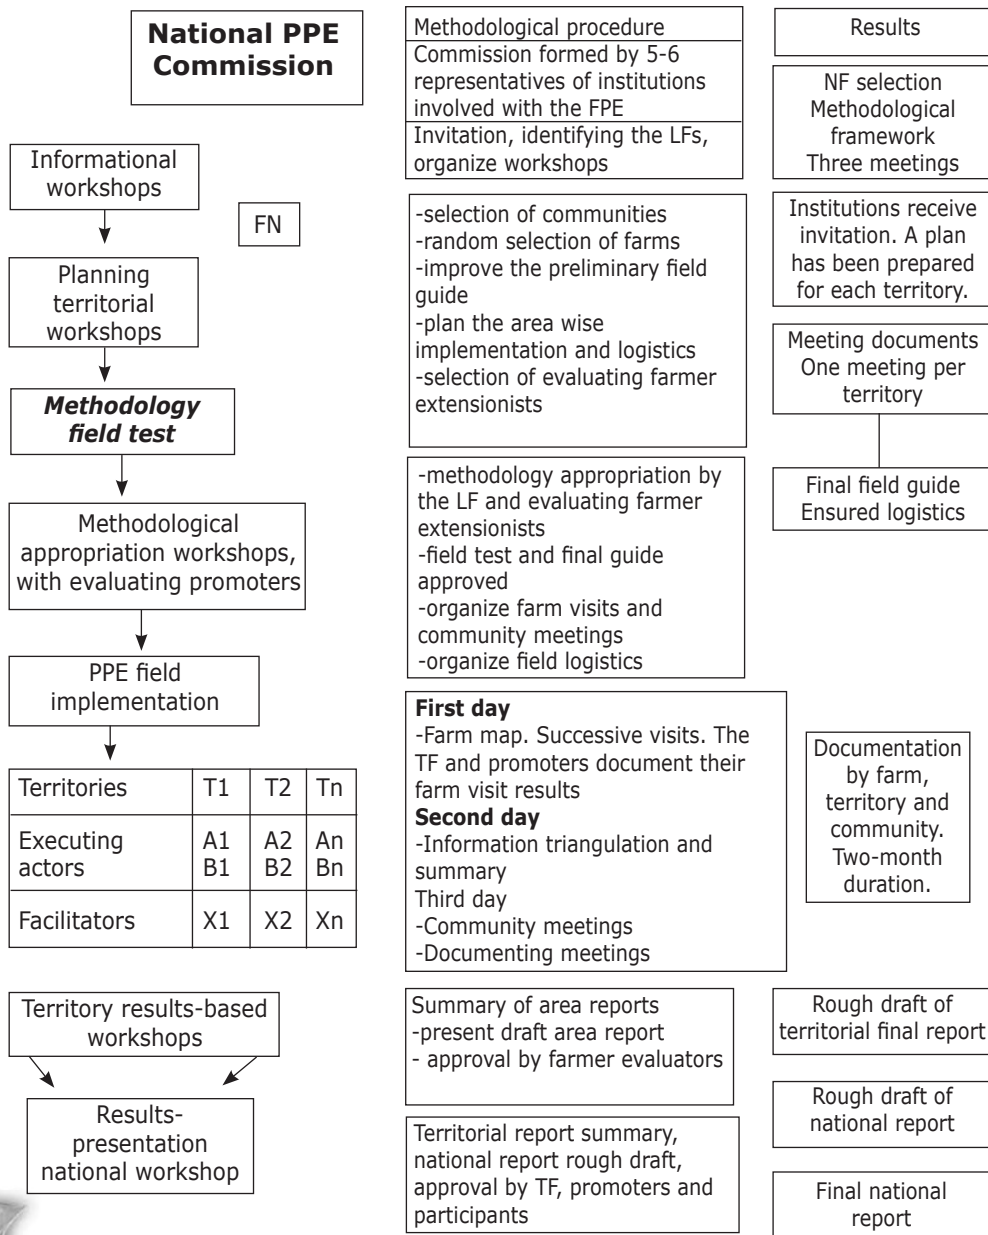 National PPE
Commission
Methodological procedure
Commission formed by 5-6
representatives of institutions
involved with the FPE
Invitation, identifying the LFs,
organize workshops
Results
NF selection
Methodological
framework
Three meetings
Informational
workshops
FN
Planning
territorial
workshops
-selection of communities
-random selection of farms
-improve the preliminary field
guide
-plan the area wise
implementation and logistics
-selection of evaluating farmer
extensionists
Institutions receive
invitation. A plan
has been prepared
for each territory.
Meeting documents
One meeting per
territory
Methodology
field test
Methodological
appropriation workshops,
with evaluating promoters
-methodology appropriation by
the LF and evaluating farmer
extensionists
-field test and final guide
approved
-organize farm visits and
community meetings
-organize field logistics
Final field guide
Ensured logistics
PPE field
implementation
First day
-Farm map. Successive visits. The
TF and promoters document their
farm visit results
Second day
-Information triangulation and
summary
Third day
-Community meetings
-Documenting meetings
Documentation
by farm,
territory and
community.
Two-month
duration.
Territories T1 T2 Tn
Executing A1 A2 An
actors B1 B2 Bn
Facilitators X1 X2 Xn
Territory results-based
workshops
Summary of area reports
-present draft area report
- approval by farmer evaluators
Rough draft of
territorial final report
Results-
presentation
national workshop
Territorial report summary,
national report rough draft,
approval by TF, promoters and
participants
Rough draft of
national report
Final national
report